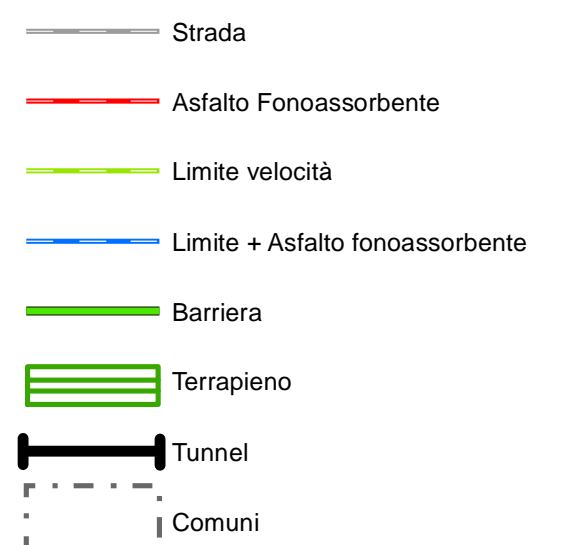 Strada
Asfalto Fonoassorbente
Limite velocità
Limite + Asfalto fonoassorbente
Barriera
Terrapieno
Tunnel
Comuni